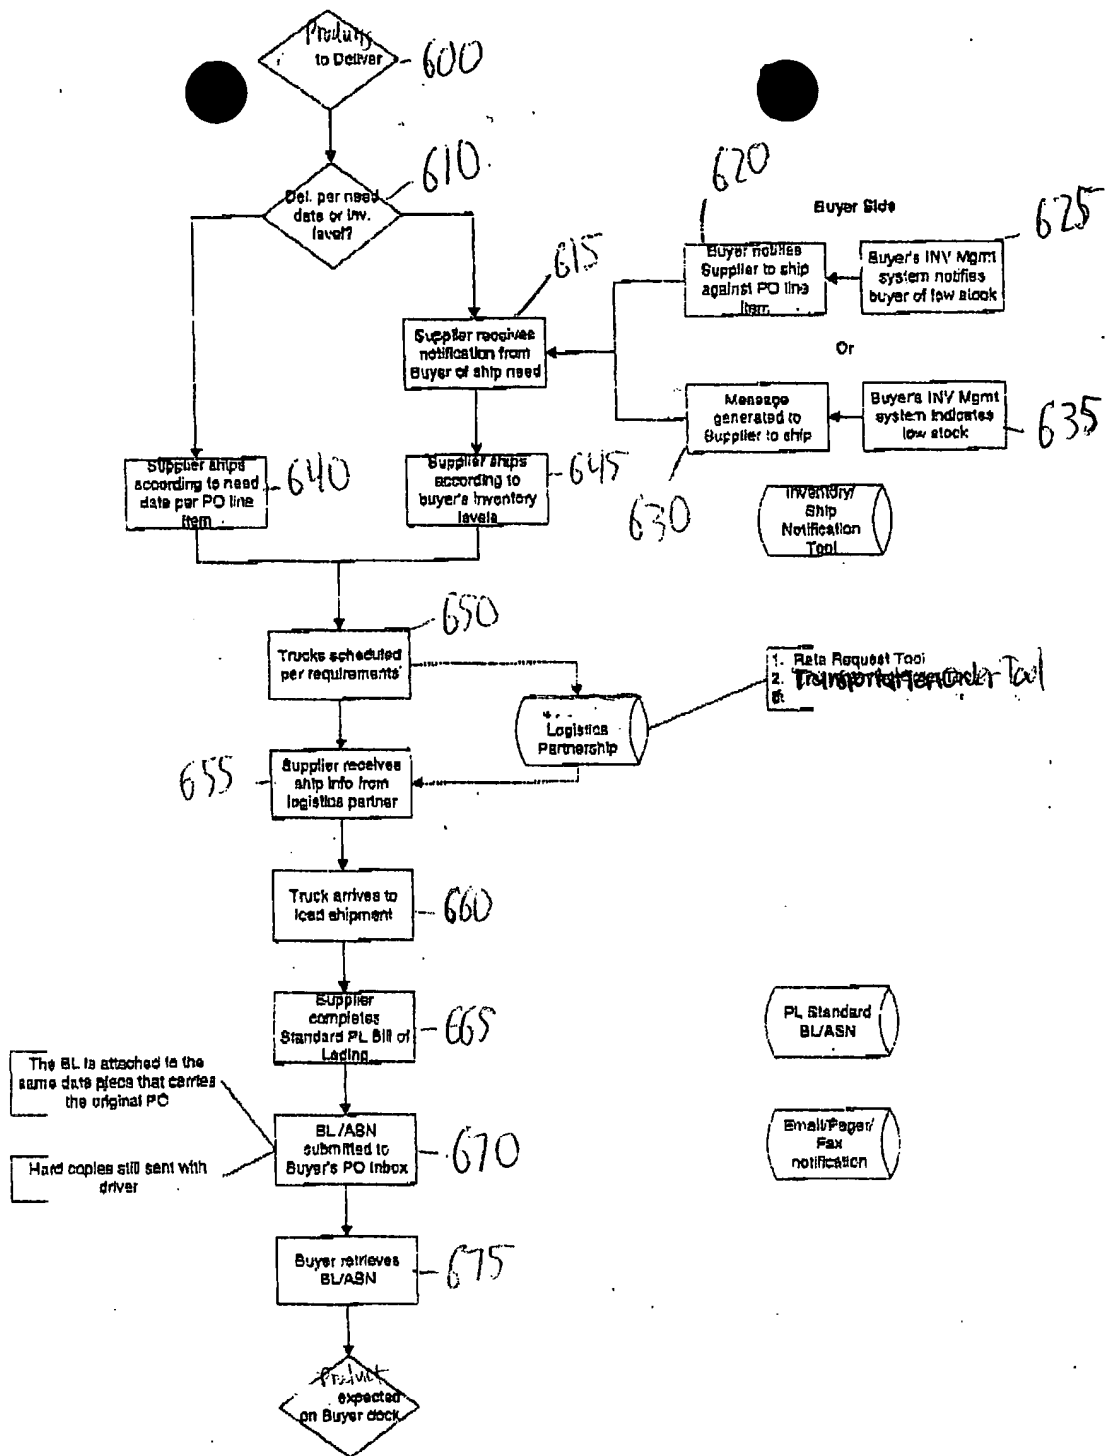 Products
to Deliver
600
Del. per need
date or Inv.
level?
610
620
Buyer Side
625
Buyer notifies
Supplier to ship
against PO line
Item
Buyer's INV Mgmt
system notifies
buyer of low stock
615
Supplier receives
notification from
Buyer of ship need
Or
Message
generated to
Supplier to ship
Buyer's INV Mgmt
system indicates
low stock
635
630
Supplier ships
according to need
date per PO line
item
640
Supplier ships
according to
buyer's inventory
levels
645
Inventory/
Ship
Notification
Tool
650
Trucks scheduled
per requirements
1. Rate Request Tool
2. Transportation Order Tool
Logistics
Partnership
655
Supplier receives
ship info from
logistics partner
Truck arrives to
load shipment
660
Supplier
completes
Standard PL Bill of
Lading
665
PL Standard
BL/ASN
The BL is attached to the
same data piece that carries
the original PO
BL/ASN
submitted to
Buyer's PO Inbox
670
Email/Pager/
Fax
notification
Hard copies still sent with
driver
Buyer retrieves
BL/ASN
675
Product
expected
on Buyer dock